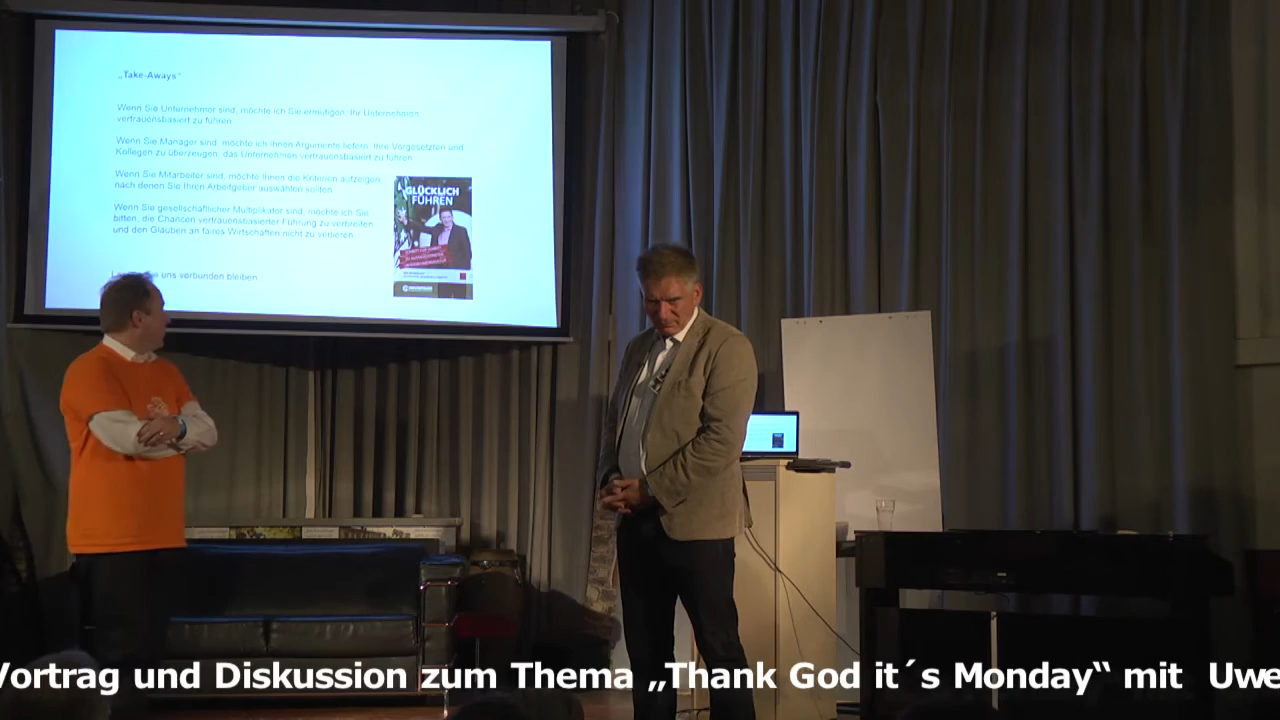 „Take-Aways“
Wenn Sie Unternehmer sind, möchte ich Sie ermutigen, Ihr Unternehmen
vertrauensbasiert zu führen.
Wenn Sie Manager sind, möchte ich Ihnen Argumente liefern, Ihre Vorgesetzten und
Kollegen zu überzeugen, das Unternehmen vertrauensbasiert zu führen.
Wenn Sie Mitarbeiter sind, möchte Ihnen die Kriterien aufzeigen,
nach denen Sie Ihren Arbeitgeber auswählen sollten.
Wenn Sie gesellschaftlicher Multiplikator sind, möchte ich Sie
bitten, die Chancen vertrauensbasierter Führung zu verbreiten
und den Glauben an faires Wirtschaften nicht zu verlieren.
uns verbunden bleiben
GLÜCKLICH
FÜHREN
Vortrag und Diskussion zum Thema „Thank God it´s Monday“ mit Uwe